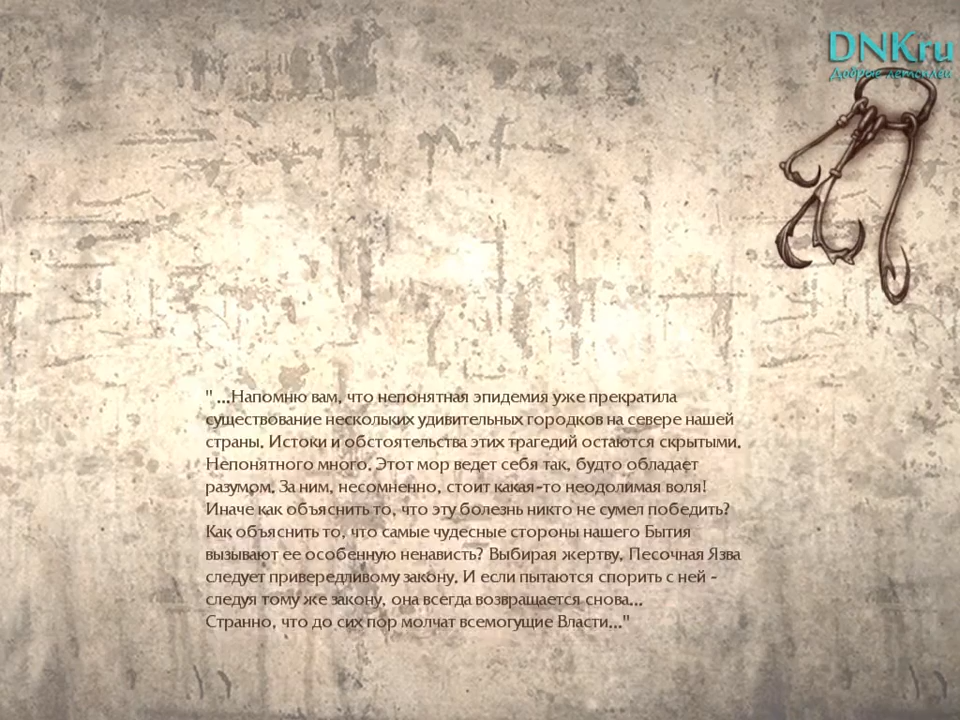 DNKru
Доброе летсплей
" ...Напомню вам, что непонятная эпидемия уже прекратила
существование нескольких удивительных городков на севере нашей
страны. Истоки и обстоятельства этих трагедий остаются скрытыми.
Непонятного много. Этот мор ведет себя так, будто обладает
разумом. За ним, несомненно, стоит какая-то неодолимая воля!
Иначе как объяснить то, что эту болезнь никто не сумел победить?
Как объяснить то, что самые чудесные стороны нашего Бытия
вызывают ее особенную ненависть? Выбирая жертву, Песочная Язва
следует привередливому закону. И если пытаются спорить с ней -
следуя тому же закону, она всегда возвращается снова...
Странно, что до сих пор молчат всемогущие Власти..."